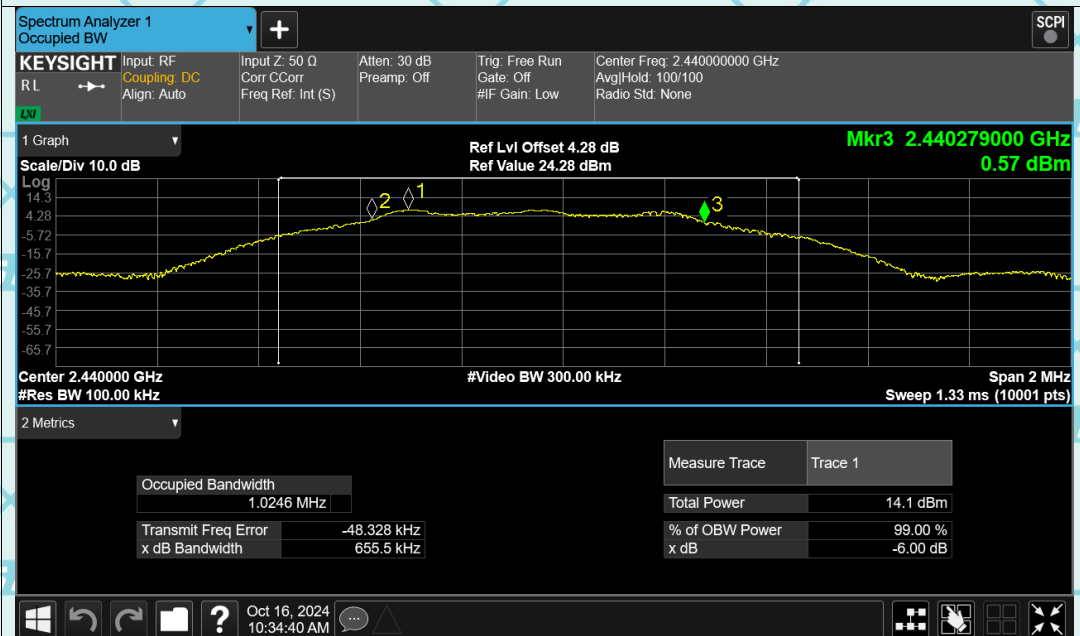 Spectrum Analyzer 1
Occupied BW
SCPI
KEYSIGHT
R L
LXI
Input: RF
Coupling: DC
Align: Auto
Input Z: 50 Ω
Corr CCorr
Freq Ref: Int (S)
Atten: 30 dB
Preamp: Off
Trig: Free Run
Gate: Off
#IF Gain: Low
Center Freq: 2.440000000 GHz
Avg|Hold: 100/100
Radio Std: None
1 Graph
Scale/Div 10.0 dB
Ref Lvl Offset 4.28 dB
Ref Value 24.28 dBm
Mkr3 2.440279000 GHz
0.57 dBm
Log
14.3
4.28
-5.72
-15.7
-25.7
-35.7
-45.7
-55.7
-65.7
2
1
3
Center 2.440000 GHz
#Video BW 300.00 kHz
Span 2 MHz
#Res BW 100.00 kHz
Sweep 1.33 ms (10001 pts)
2 Metrics
Occupied Bandwidth
1.0246 MHz
Transmit Freq Error -48.328 kHz
x dB Bandwidth 655.5 kHz
Measure Trace Trace 1
Total Power 14.1 dBm
% of OBW Power 99.00 %
x dB -6.00 dB
Oct 16, 2024
10:34:40 AM